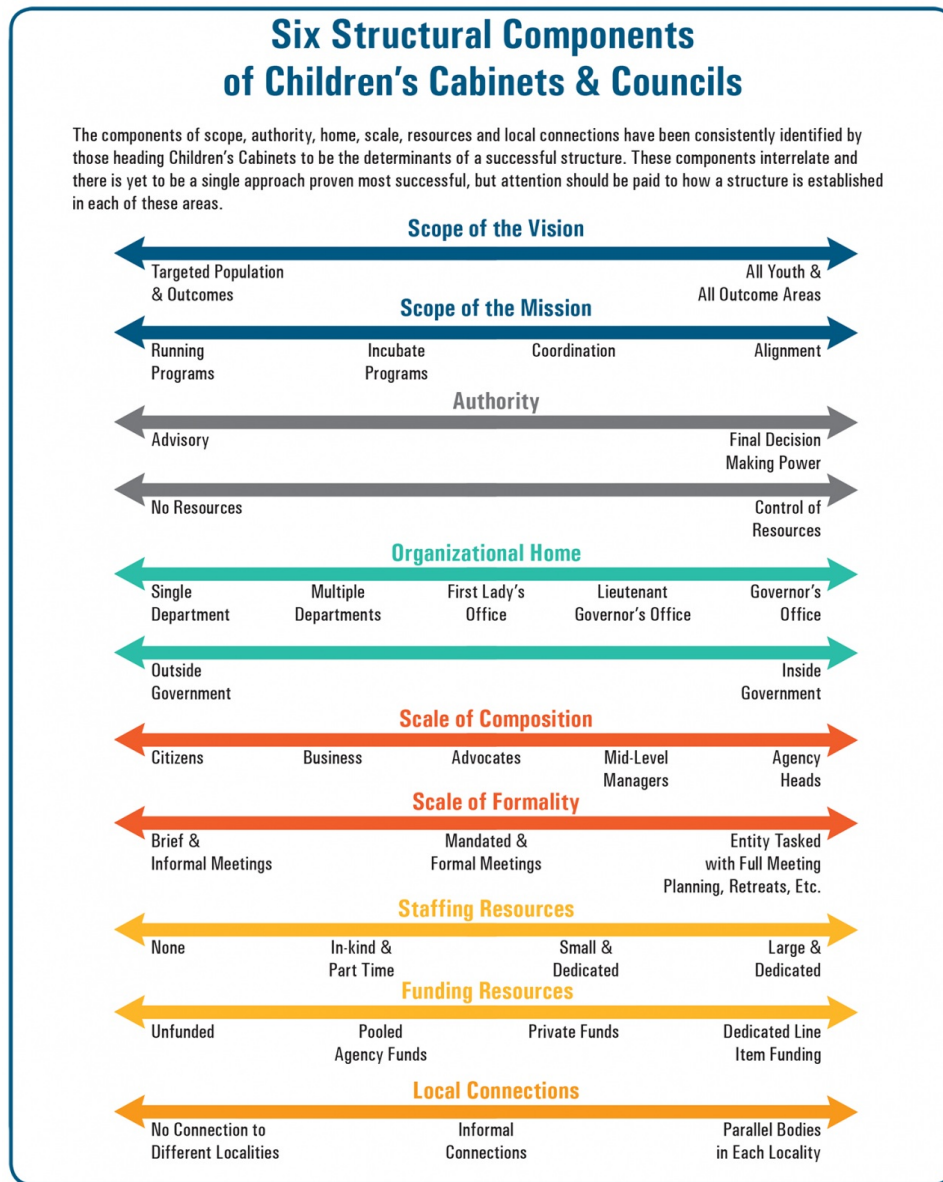 Six Structural Components
of Children's Cabinets & Councils
The components of scope, authority, home, scale, resources and local connections have been consistently identified by
those heading Children's Cabinets to be the determinants of a successful structure. These components interrelate and
there is yet to be a single approach proven most successful, but attention should be paid to how a structure is established
in each of these areas.
Scope of the Vision
Targeted Population
& Outcomes
All Youth &
All Outcome Areas
Scope of the Mission
Running
Programs
Incubate
Programs
Coordination
Alignment
Authority
Advisory
Final Decision
Making Power
No Resources
Control of
Resources
Organizational Home
Single
Department
Multiple
Departments
First Lady's
Office
Lieutenant
Governor's Office
Governor's
Office
Outside
Government
Inside
Government
Scale of Composition
Citizens
Business
Advocates
Mid-Level
Managers
Agency
Heads
Scale of Formality
Brief &
Informal Meetings
Mandated &
Formal Meetings
Entity Tasked
with Full Meeting
Planning, Retreats, Etc.
Staffing Resources
None
In-kind &
Part Time
Small &
Dedicated
Large &
Dedicated
Funding Resources
Unfunded
Pooled
Agency Funds
Private Funds
Dedicated Line
Item Funding
Local Connections
No Connection to
Different Localities
Informal
Connections
Parallel Bodies
in Each Locality